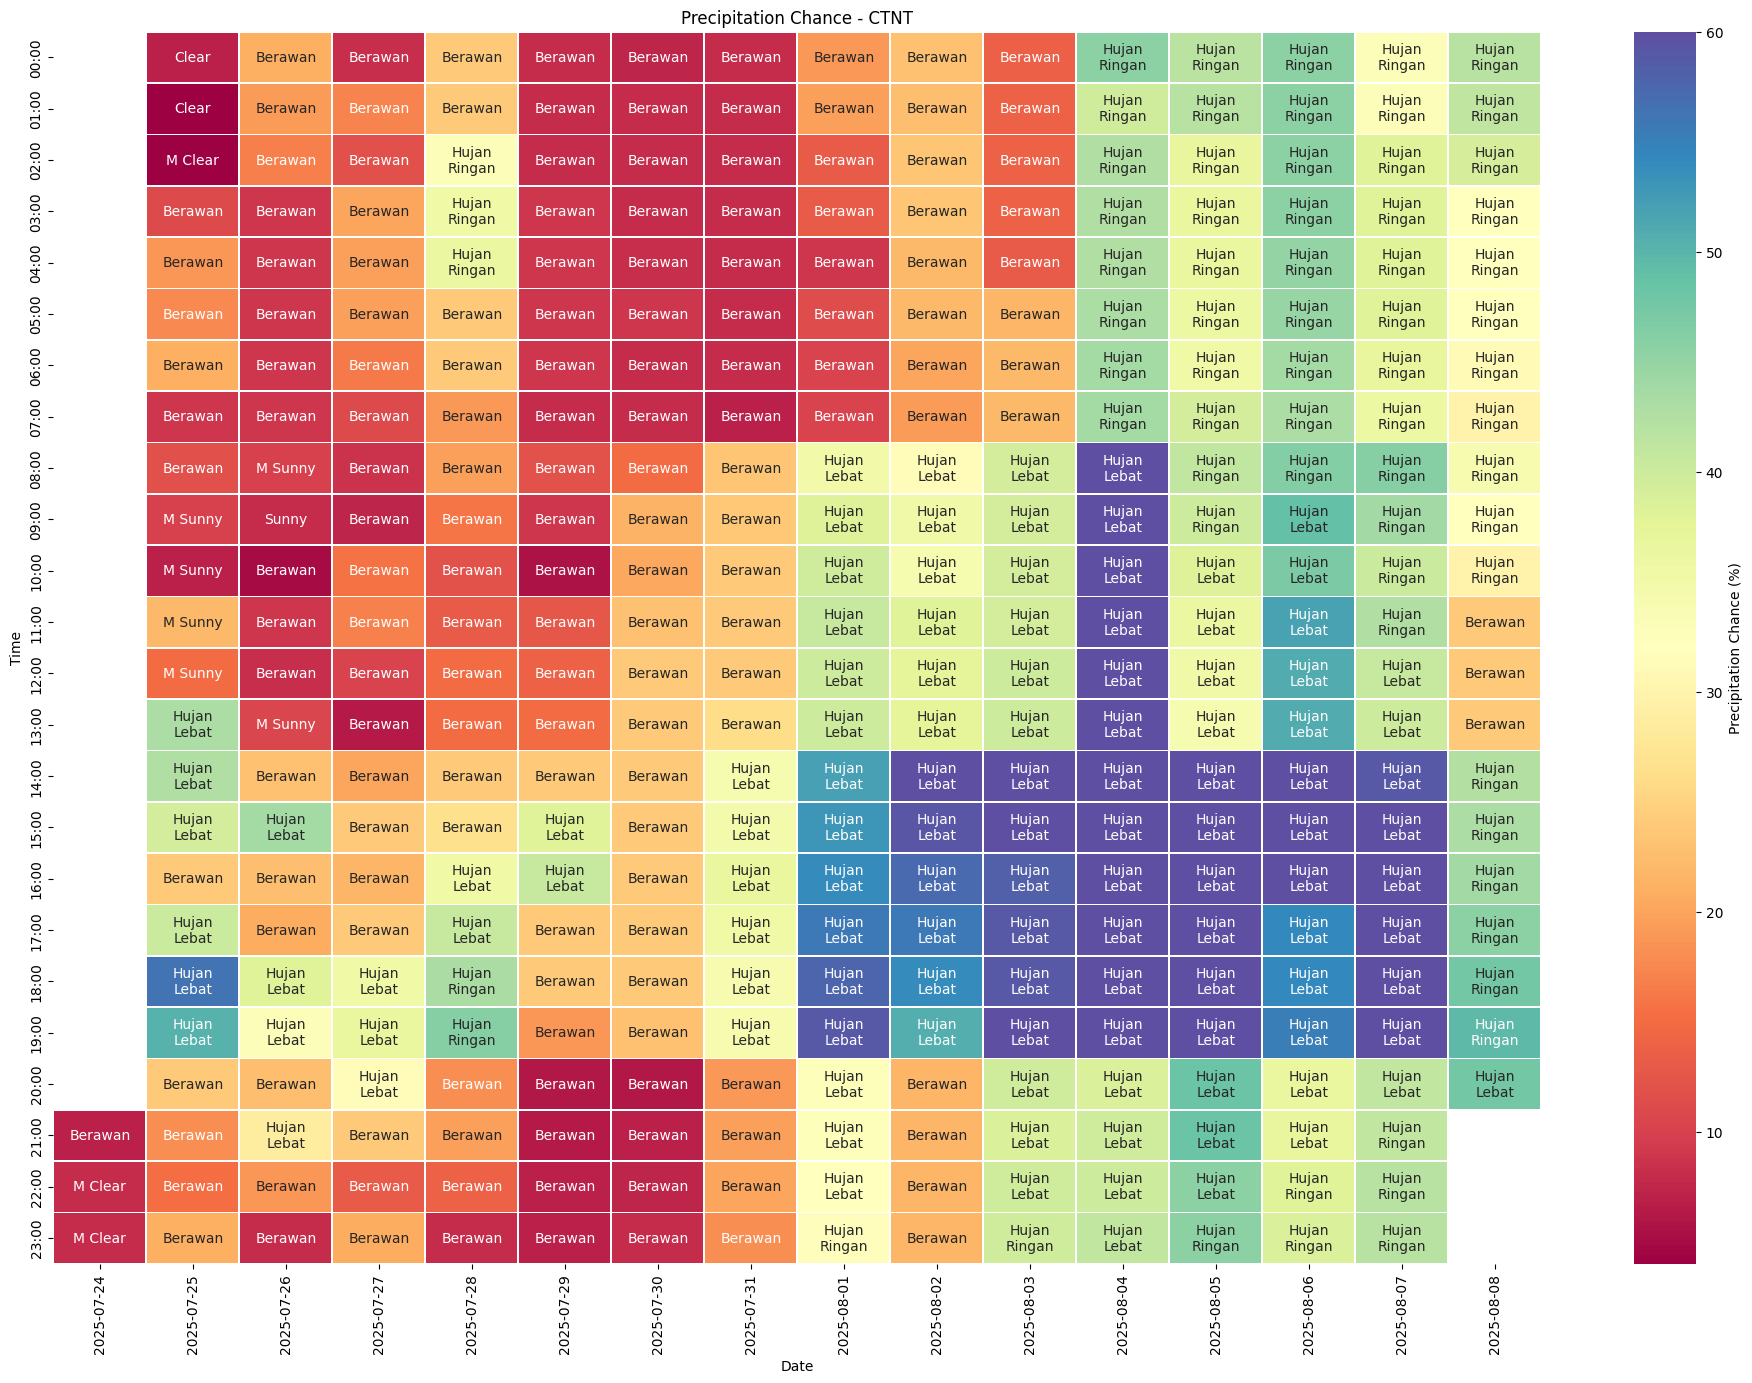 Precipitation Chance - CTNT
00:00 Clear Berawan Berawan Berawan Berawan Berawan Berawan Berawan Berawan Berawan Hujan Ringan Hujan Ringan Hujan Ringan Hujan Ringan Hujan Ringan
01:00 Clear Berawan Berawan Berawan Berawan Berawan Berawan Berawan Berawan Berawan Hujan Ringan Hujan Ringan Hujan Ringan Hujan Ringan Hujan Ringan
02:00 M Clear Berawan Berawan Hujan Ringan Berawan Berawan Berawan Berawan Berawan Berawan Hujan Ringan Hujan Ringan Hujan Ringan Hujan Ringan Hujan Ringan
03:00 Berawan Berawan Berawan Hujan Ringan Berawan Berawan Berawan Berawan Berawan Berawan Hujan Ringan Hujan Ringan Hujan Ringan Hujan Ringan Hujan Ringan
04:00 Berawan Berawan Berawan Hujan Ringan Berawan Berawan Berawan Berawan Berawan Berawan Hujan Ringan Hujan Ringan Hujan Ringan Hujan Ringan Hujan Ringan
05:00 Berawan Berawan Berawan Berawan Berawan Berawan Berawan Berawan Berawan Berawan Hujan Ringan Hujan Ringan Hujan Ringan Hujan Ringan Hujan Ringan
06:00 Berawan Berawan Berawan Berawan Berawan Berawan Berawan Berawan Berawan Berawan Hujan Ringan Hujan Ringan Hujan Ringan Hujan Ringan Hujan Ringan
07:00 Berawan Berawan Berawan Berawan Berawan Berawan Berawan Berawan Berawan Berawan Hujan Ringan Hujan Ringan Hujan Ringan Hujan Ringan Hujan Ringan
08:00 Berawan M Sunny Berawan Berawan Berawan Berawan Berawan Hujan Lebat Hujan Lebat Hujan Lebat Hujan Lebat Hujan Ringan Hujan Ringan Hujan Ringan Hujan Ringan
09:00 M Sunny Sunny Berawan Berawan Berawan Berawan Berawan Hujan Lebat Hujan Lebat Hujan Lebat Hujan Lebat Hujan Ringan Hujan Lebat Hujan Ringan Hujan Ringan
10:00 M Sunny Berawan Berawan Berawan Berawan Berawan Berawan Hujan Lebat Hujan Lebat Hujan Lebat Hujan Lebat Hujan Lebat Hujan Lebat Hujan Ringan Hujan Ringan
11:00 M Sunny Berawan Berawan Berawan Berawan Berawan Berawan Hujan Lebat Hujan Lebat Hujan Lebat Hujan Lebat Hujan Lebat Hujan Lebat Hujan Ringan Berawan
12:00 M Sunny Berawan Berawan Berawan Berawan Berawan Berawan Hujan Lebat Hujan Lebat Hujan Lebat Hujan Lebat Hujan Lebat Hujan Lebat Hujan Lebat Berawan
13:00 Hujan Lebat M Sunny Berawan Berawan Berawan Berawan Berawan Hujan Lebat Hujan Lebat Hujan Lebat Hujan Lebat Hujan Lebat Hujan Lebat Hujan Lebat Berawan
14:00 Hujan Lebat Berawan Berawan Berawan Berawan Berawan Hujan Lebat Hujan Lebat Hujan Lebat Hujan Lebat Hujan Lebat Hujan Lebat Hujan Lebat Hujan Lebat Hujan Ringan
15:00 Hujan Lebat Hujan Lebat Berawan Berawan Hujan Lebat Berawan Hujan Lebat Hujan Lebat Hujan Lebat Hujan Lebat Hujan Lebat Hujan Lebat Hujan Lebat Hujan Lebat Hujan Ringan
16:00 Berawan Berawan Berawan Hujan Lebat Hujan Lebat Berawan Hujan Lebat Hujan Lebat Hujan Lebat Hujan Lebat Hujan Lebat Hujan Lebat Hujan Lebat Hujan Lebat Hujan Ringan
17:00 Hujan Lebat Berawan Berawan Hujan Lebat Berawan Berawan Hujan Lebat Hujan Lebat Hujan Lebat Hujan Lebat Hujan Lebat Hujan Lebat Hujan Lebat Hujan Lebat Hujan Ringan
18:00 Hujan Lebat Hujan Lebat Hujan Lebat Hujan Ringan Berawan Berawan Hujan Lebat Hujan Lebat Hujan Lebat Hujan Lebat Hujan Lebat Hujan Lebat Hujan Lebat Hujan Lebat Hujan Ringan
19:00 Hujan Lebat Hujan Lebat Hujan Lebat Hujan Ringan Berawan Berawan Hujan Lebat Hujan Lebat Hujan Lebat Hujan Lebat Hujan Lebat Hujan Lebat Hujan Lebat Hujan Lebat Hujan Ringan
20:00 Berawan Berawan Hujan Lebat Berawan Berawan Berawan Berawan Hujan Lebat Berawan Hujan Lebat Hujan Lebat Hujan Lebat Hujan Lebat Hujan Lebat Hujan Lebat
21:00 Berawan Berawan Hujan Lebat Berawan Berawan Berawan Berawan Berawan Hujan Lebat Berawan Hujan Lebat Hujan Lebat Hujan Lebat Hujan Lebat Hujan Ringan
22:00 M Clear Berawan Berawan Berawan Berawan Berawan Berawan Berawan Hujan Lebat Berawan Hujan Lebat Hujan Lebat Hujan Lebat Hujan Ringan Hujan Ringan
23:00 M Clear Berawan Berawan Berawan Berawan Berawan Berawan Berawan Hujan Ringan Berawan Hujan Ringan Hujan Lebat Hujan Ringan Hujan Ringan Hujan Ringan
Time
2025-07-24 2025-07-25 2025-07-26 2025-07-27 2025-07-28 2025-07-29 2025-07-30 2025-07-31 2025-08-01 2025-08-02 2025-08-03 2025-08-04 2025-08-05 2025-08-06 2025-08-07 2025-08-08
Date
60
50
40
30
20
10
Precipitation Chance (%)